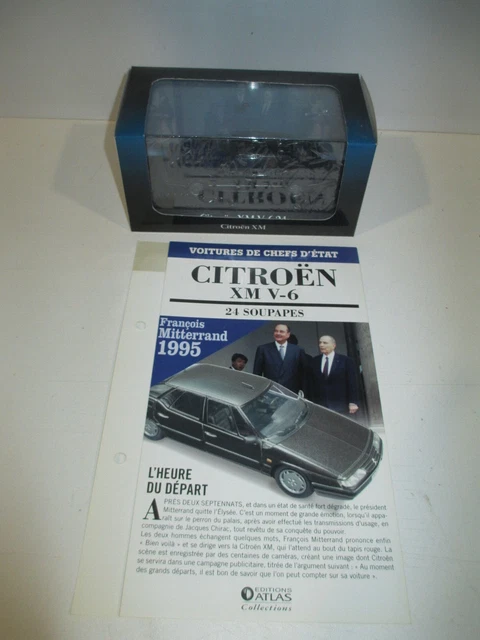 CITROËN
Citroën XM
VOITURES DE CHEFS D'ÉTAT
CITROËN
XM V-6
24 SOUPAPES
François
Mitterrand
1995
L'HEURE
DU DÉPART
APRÈS DEUX SEPTENNATS, et dans un état de santé fort dégradé, le président
Mitterrand quitte l'Élysée. C'est un moment de grande émotion, lorsqu'il appa-
raît sur le perron du palais, après avoir effectué les transmissions d'usage, en
compagnie de Jacques Chirac, tout revêtu de sa conquête du pouvoir.
Les deux hommes échangent quelques mots, François Mitterrand prononce enfin
« Bien voilà » et se dirige vers la Citroën XM, qui l'attend au bout du tapis rouge. La
scène est enregistrée par des centaines de caméras, créant une image dont Citroën
se servira dans une campagne publicitaire, titrée de l'argument suivant : « Au moment
des grands départs, il est bon de savoir que l'on peut compter sur sa voiture ».
EDITIONS
ATLAS
Collections